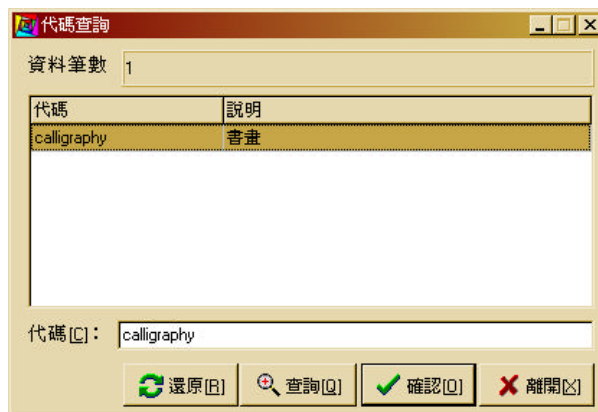 代碼查詢
資料筆數 1
代碼 說明
calligraphy 書畫
代碼[C]： calligraphy
還原[R] 查詢[Q] 確認[O] 離開[X]